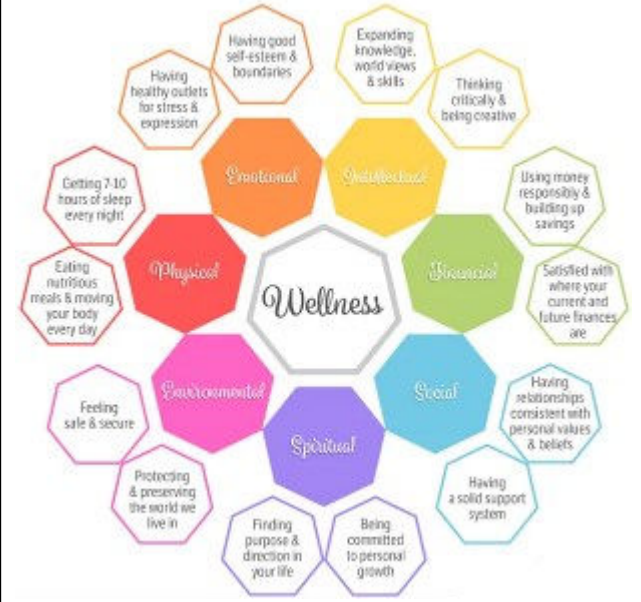 Having good
self-esteem &
boundaries
Expanding
knowledge,
world views
& skills
Having
healthy outlets
for stress &
expression
Thinking
critically &
being creative
Emotional
Intellectual
Getting 7-10
hours of sleep
every night
Using money
responsibly &
building up
savings
Physical
Financial
Eating
nutritious
meals & moving
your body
every day
Wellness
Satisfied with
where your
current and
future finances
are
Environmental
Social
Feeling
safe & secure
Having
relationships
consistent with
personal values
& beliefs
Spiritual
Protecting
& preserving
the world we
live in
Having
a solid support
system
Finding
purpose &
direction in
your life
Being
committed
to personal
growth